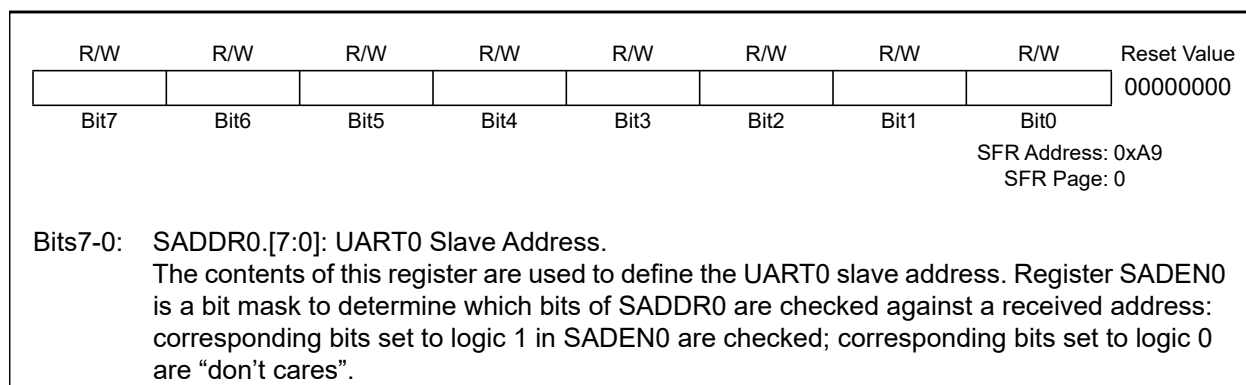 R/W R/W R/W R/W R/W R/W R/W R/W Reset Value
00000000
Bit7 Bit6 Bit5 Bit4 Bit3 Bit2 Bit1 Bit0
SFR Address: 0xA9
SFR Page: 0
Bits7-0: SADDR0.[7:0]: UART0 Slave Address.
The contents of this register are used to define the UART0 slave address. Register SADEN0
is a bit mask to determine which bits of SADDR0 are checked against a received address:
corresponding bits set to logic 1 in SADEN0 are checked; corresponding bits set to logic 0
are “don’t cares”.